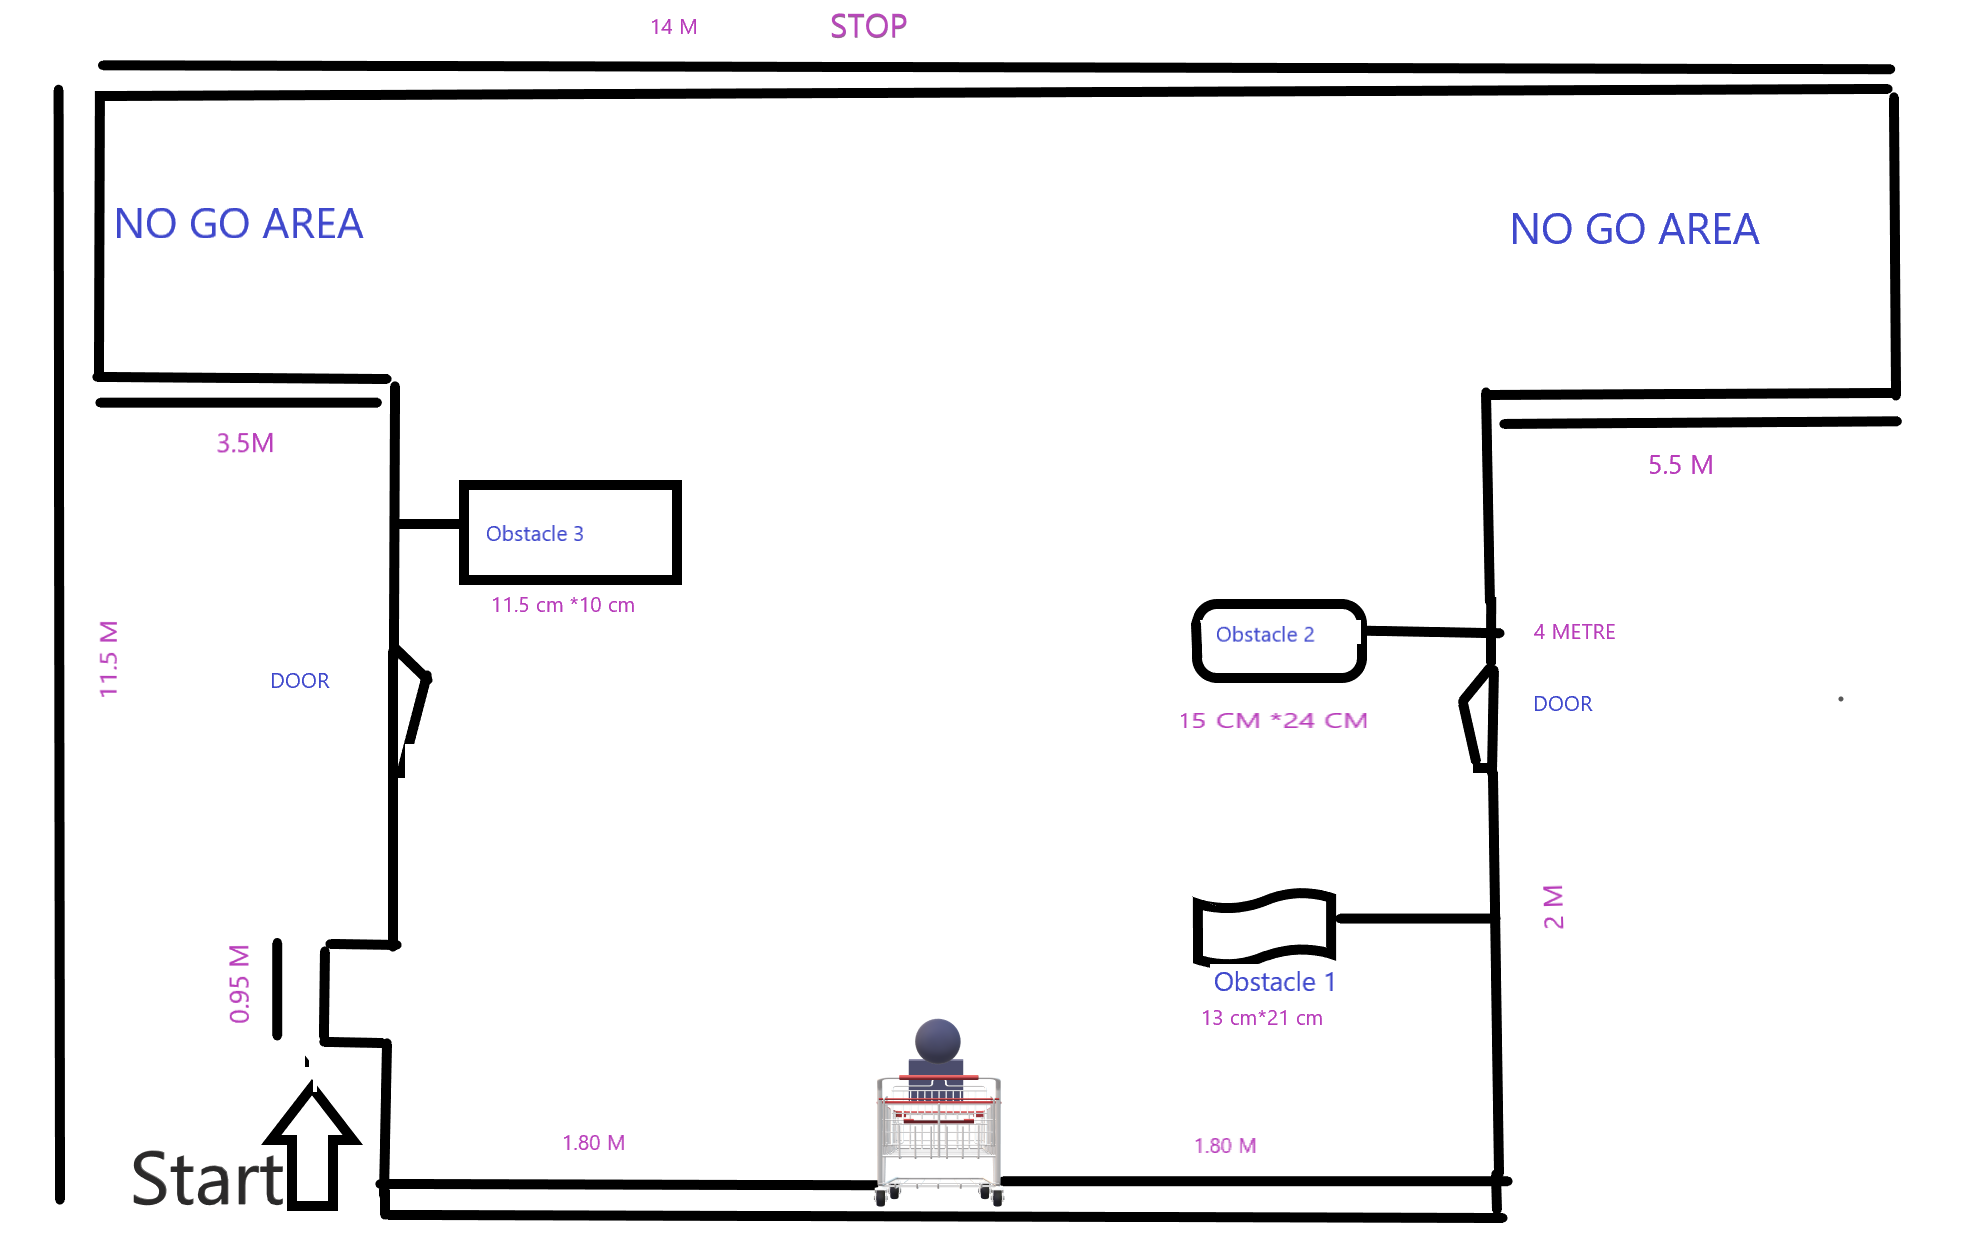 14 M
STOP
NO GO AREA
NO GO AREA
3.5M
5.5 M
Obstacle 3
11.5 cm *10 cm
Obstacle 2
4 METRE
11.5 M
DOOR
DOOR
15 CM *24 CM
2 M
0.95 M
Obstacle 1
13 cm*21 cm
1.80 M
1.80 M
Start